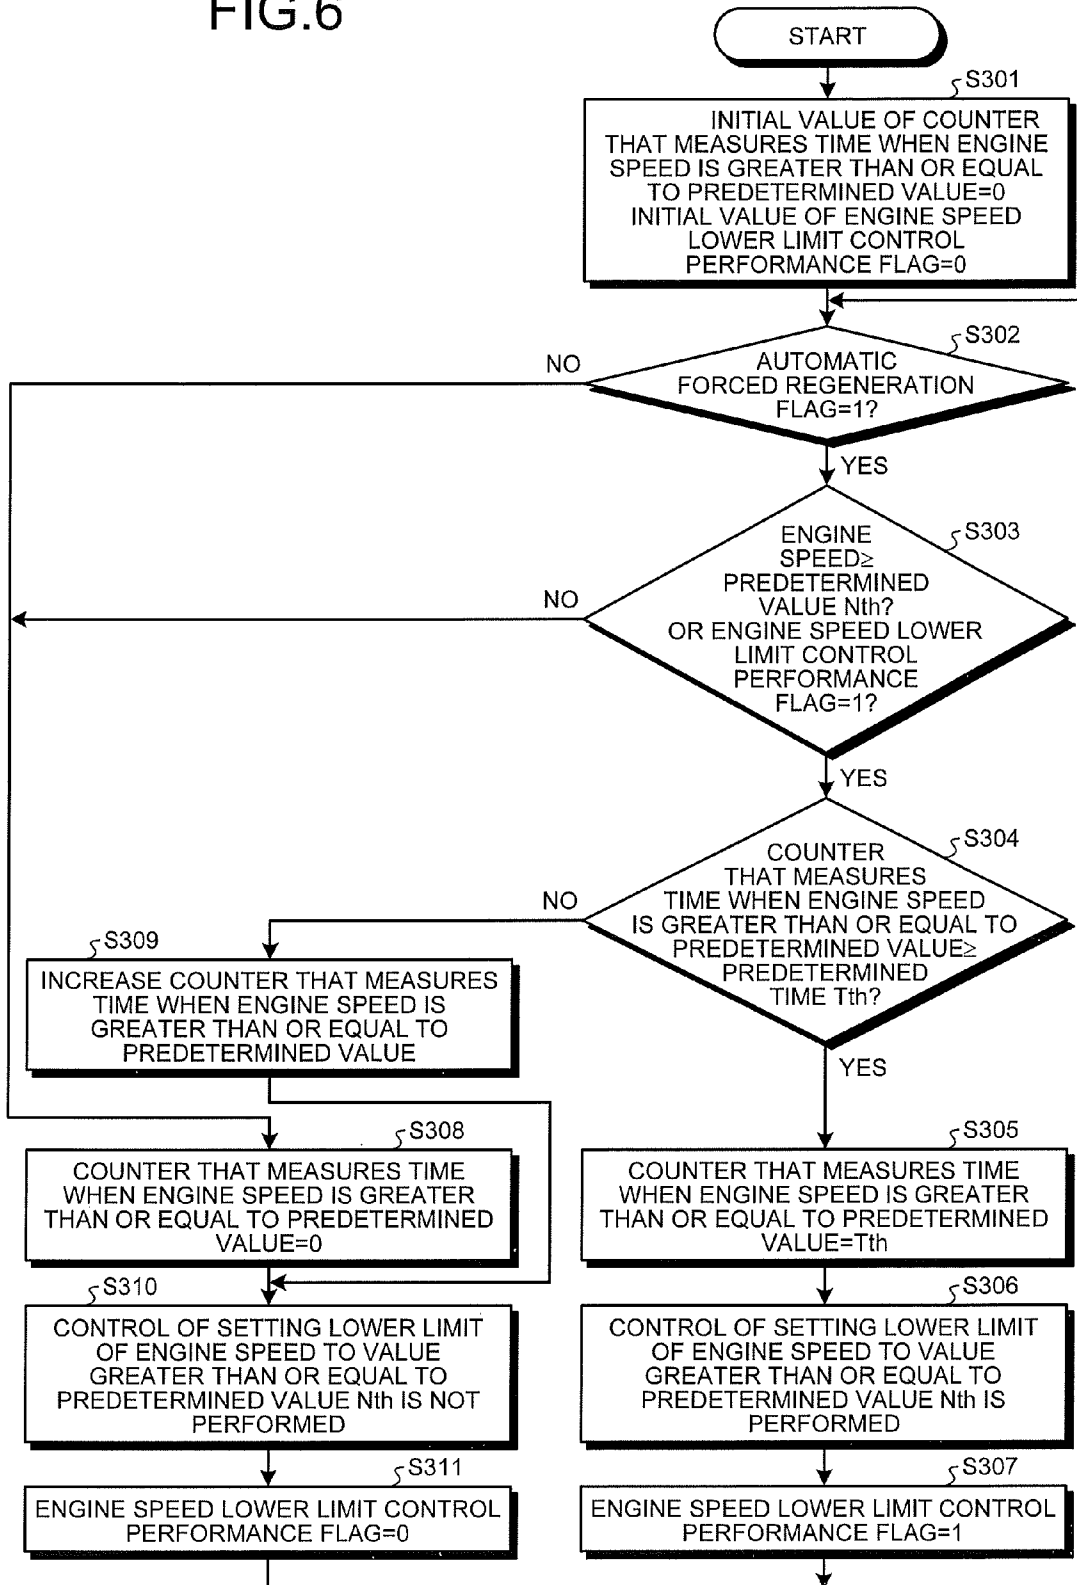 FIG.6
START
S301
INITIAL VALUE OF COUNTER
THAT MEASURES TIME WHEN ENGINE
SPEED IS GREATER THAN OR EQUAL
TO PREDETERMINED VALUE=0
INITIAL VALUE OF ENGINE SPEED
LOWER LIMIT CONTROL
PERFORMANCE FLAG=0
S302
NO
AUTOMATIC
FORCED REGENERATION
FLAG=1?
YES
S303
NO
ENGINE
SPEED≥
PREDETERMINED
VALUE Nth?
OR ENGINE SPEED LOWER
LIMIT CONTROL
PERFORMANCE
FLAG=1?
YES
S304
NO
COUNTER
THAT MEASURES
TIME WHEN ENGINE SPEED
IS GREATER THAN OR EQUAL TO
PREDETERMINED VALUE≥
PREDETERMINED
TIME Tth?
YES
S309
INCREASE COUNTER THAT MEASURES
TIME WHEN ENGINE SPEED IS
GREATER THAN OR EQUAL TO
PREDETERMINED VALUE
S308
COUNTER THAT MEASURES TIME
WHEN ENGINE SPEED IS GREATER
THAN OR EQUAL TO PREDETERMINED
VALUE=0
S305
COUNTER THAT MEASURES TIME
WHEN ENGINE SPEED IS GREATER
THAN OR EQUAL TO PREDETERMINED
VALUE=Tth
S310
CONTROL OF SETTING LOWER LIMIT
OF ENGINE SPEED TO VALUE
GREATER THAN OR EQUAL TO
PREDETERMINED VALUE Nth IS NOT
PERFORMED
S306
CONTROL OF SETTING LOWER LIMIT
OF ENGINE SPEED TO VALUE
GREATER THAN OR EQUAL TO
PREDETERMINED VALUE Nth IS
PERFORMED
S311
ENGINE SPEED LOWER LIMIT CONTROL
PERFORMANCE FLAG=0
S307
ENGINE SPEED LOWER LIMIT CONTROL
PERFORMANCE FLAG=1